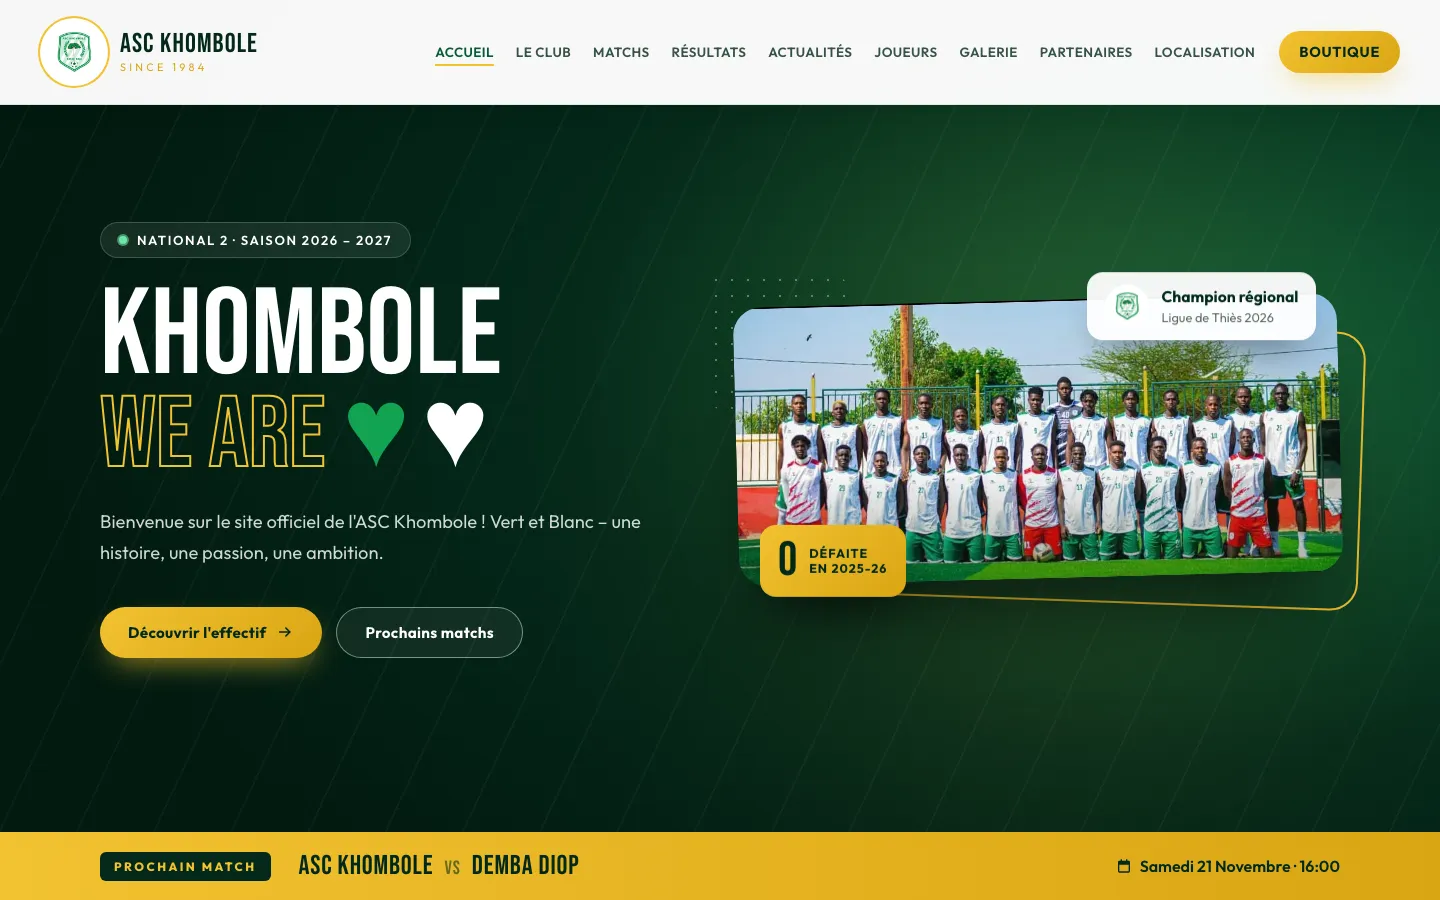 ASC KHOMBOLE
SINCE 1984
ACCUEIL LE CLUB MATCHS RÉSULTATS ACTUALITÉS JOUEURS GALERIE PARTENAIRES LOCALISATION BOUTIQUE
NATIONAL 2 · SAISON 2026 – 2027
KHOMBOLE
WE ARE
Bienvenue sur le site officiel de l'ASC Khombole ! Vert et Blanc – une
histoire, une passion, une ambition.
Découvrir l'effectif →
Prochains matchs
Champion régional
Ligue de Thiès 2026
0 DÉFAITE
EN 2025-26
PROCHAIN MATCH
ASC KHOMBOLE VS DEMBA DIOP
Samedi 21 Novembre · 16:00